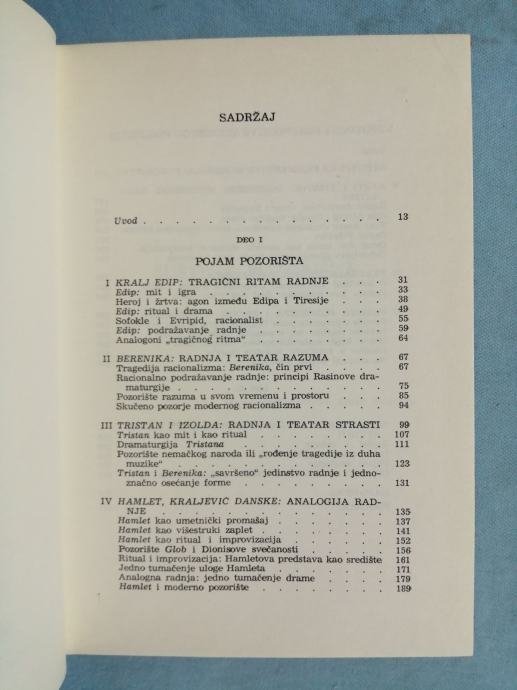 SADRŽAJ
Uvod . . . . . . . . . . . . . . . 13
DEO I
POJAM POZORIŠTA
I KRALJ EDIP: TRAGIČNI RITAM RADNJE . . . 31
Edip: mit i igra . . . . . . . . . . . 33
Heroj i žrtva: agon između Edipa i Tiresije . . . 38
Edip: ritual i drama . . . . . . . . . . 49
Sofokle i Evripid, racionalist . . . . . . . 55
Edip: podražavanje radnje . . . . . . . . 59
Analogoni „tragičnog ritma” . . . . . . . 64
II BERENIKA: RADNJA I TEATAR RAZUMA . . . 67
Tragedija racionalizma: Berenika, čin prvi . . . 67
Racionalno podražavanje radnje: principi Rasinove dra-
maturgije . . . . . . . . . . . . 75
Pozorište razuma u svom vremenu i prostoru . . . 85
Skučeno pozorje modernog racionalizma . . . . 94
III TRISTAN I IZOLDA: RADNJA I TEATAR STRASTI 99
Tristan kao mit i kao ritual . . . . . . . . 107
Dramaturgija Tristana . . . . . . . . . 111
Pozorište nemačkog naroda ili „rođenje tragedije iz duha
muzike” . . . . . . . . . . . . . 123
Tristan i Berenika: „savršeno” jedinstvo radnje i jedno-
značno osećanje forme . . . . . . . . 131
IV HAMLET, KRALJEVIĆ DANSKE: ANALOGIJA RAD-
NJE . . . . . . . . . . . . . . 135
Hamlet kao umetnički promašaj . . . . . . 137
Hamlet kao višestruki zaplet . . . . . . . 141
Hamlet kao ritual i improvizacija . . . . . . 152
Pozorište Glob i Dionisove svečanosti . . . . . 156
Ritual i improvizacija: Hamletova predstava kao središte 161
Jedno tumačenje uloge Hamleta . . . . . . 171
Analogna radnja: jedno tumačenje drame . . . . 179
Hamlet i moderno pozorište . . . . . . . 189